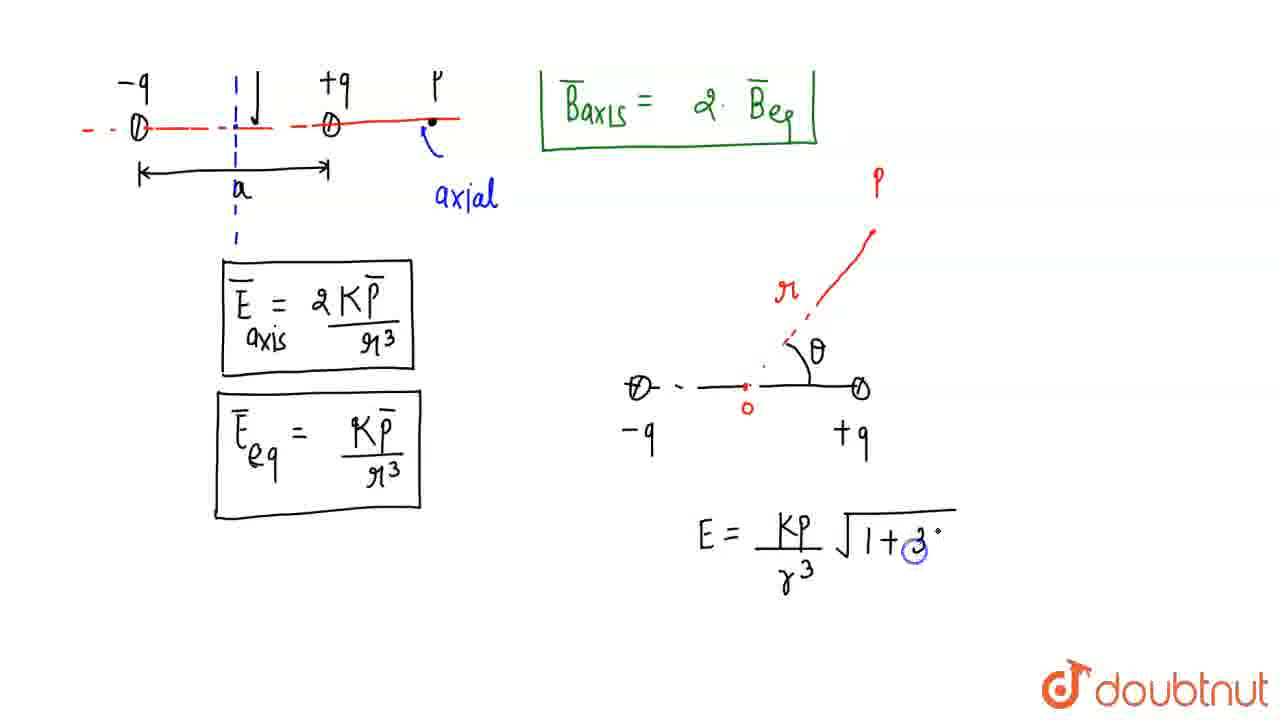 -q +q P
a
axial
B̅axis = 2. B̅eq
E̅axis = 2KP̅/r³
E̅eq = KP̅/r³
P
r
θ
o
-q +q
E = KP/r³ √1+3
doubtnut